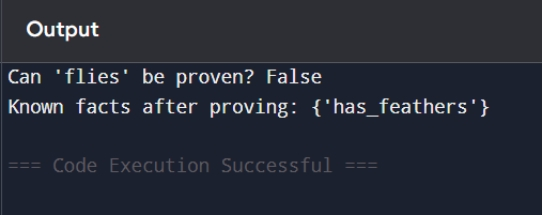 Output
Can 'flies' be proven? False
Known facts after proving: {'has_feathers'}
=== Code Execution Successful ===